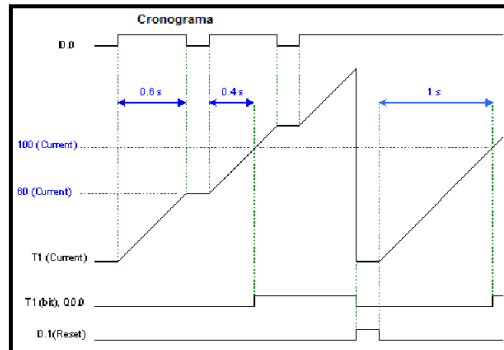 Cronograma
I0.0
0.6 s
0.4 s
1 s
100 (Current)
60 (Current)
T1 (Current)
T1 (bit), Q0.0
I0.1(Reset)